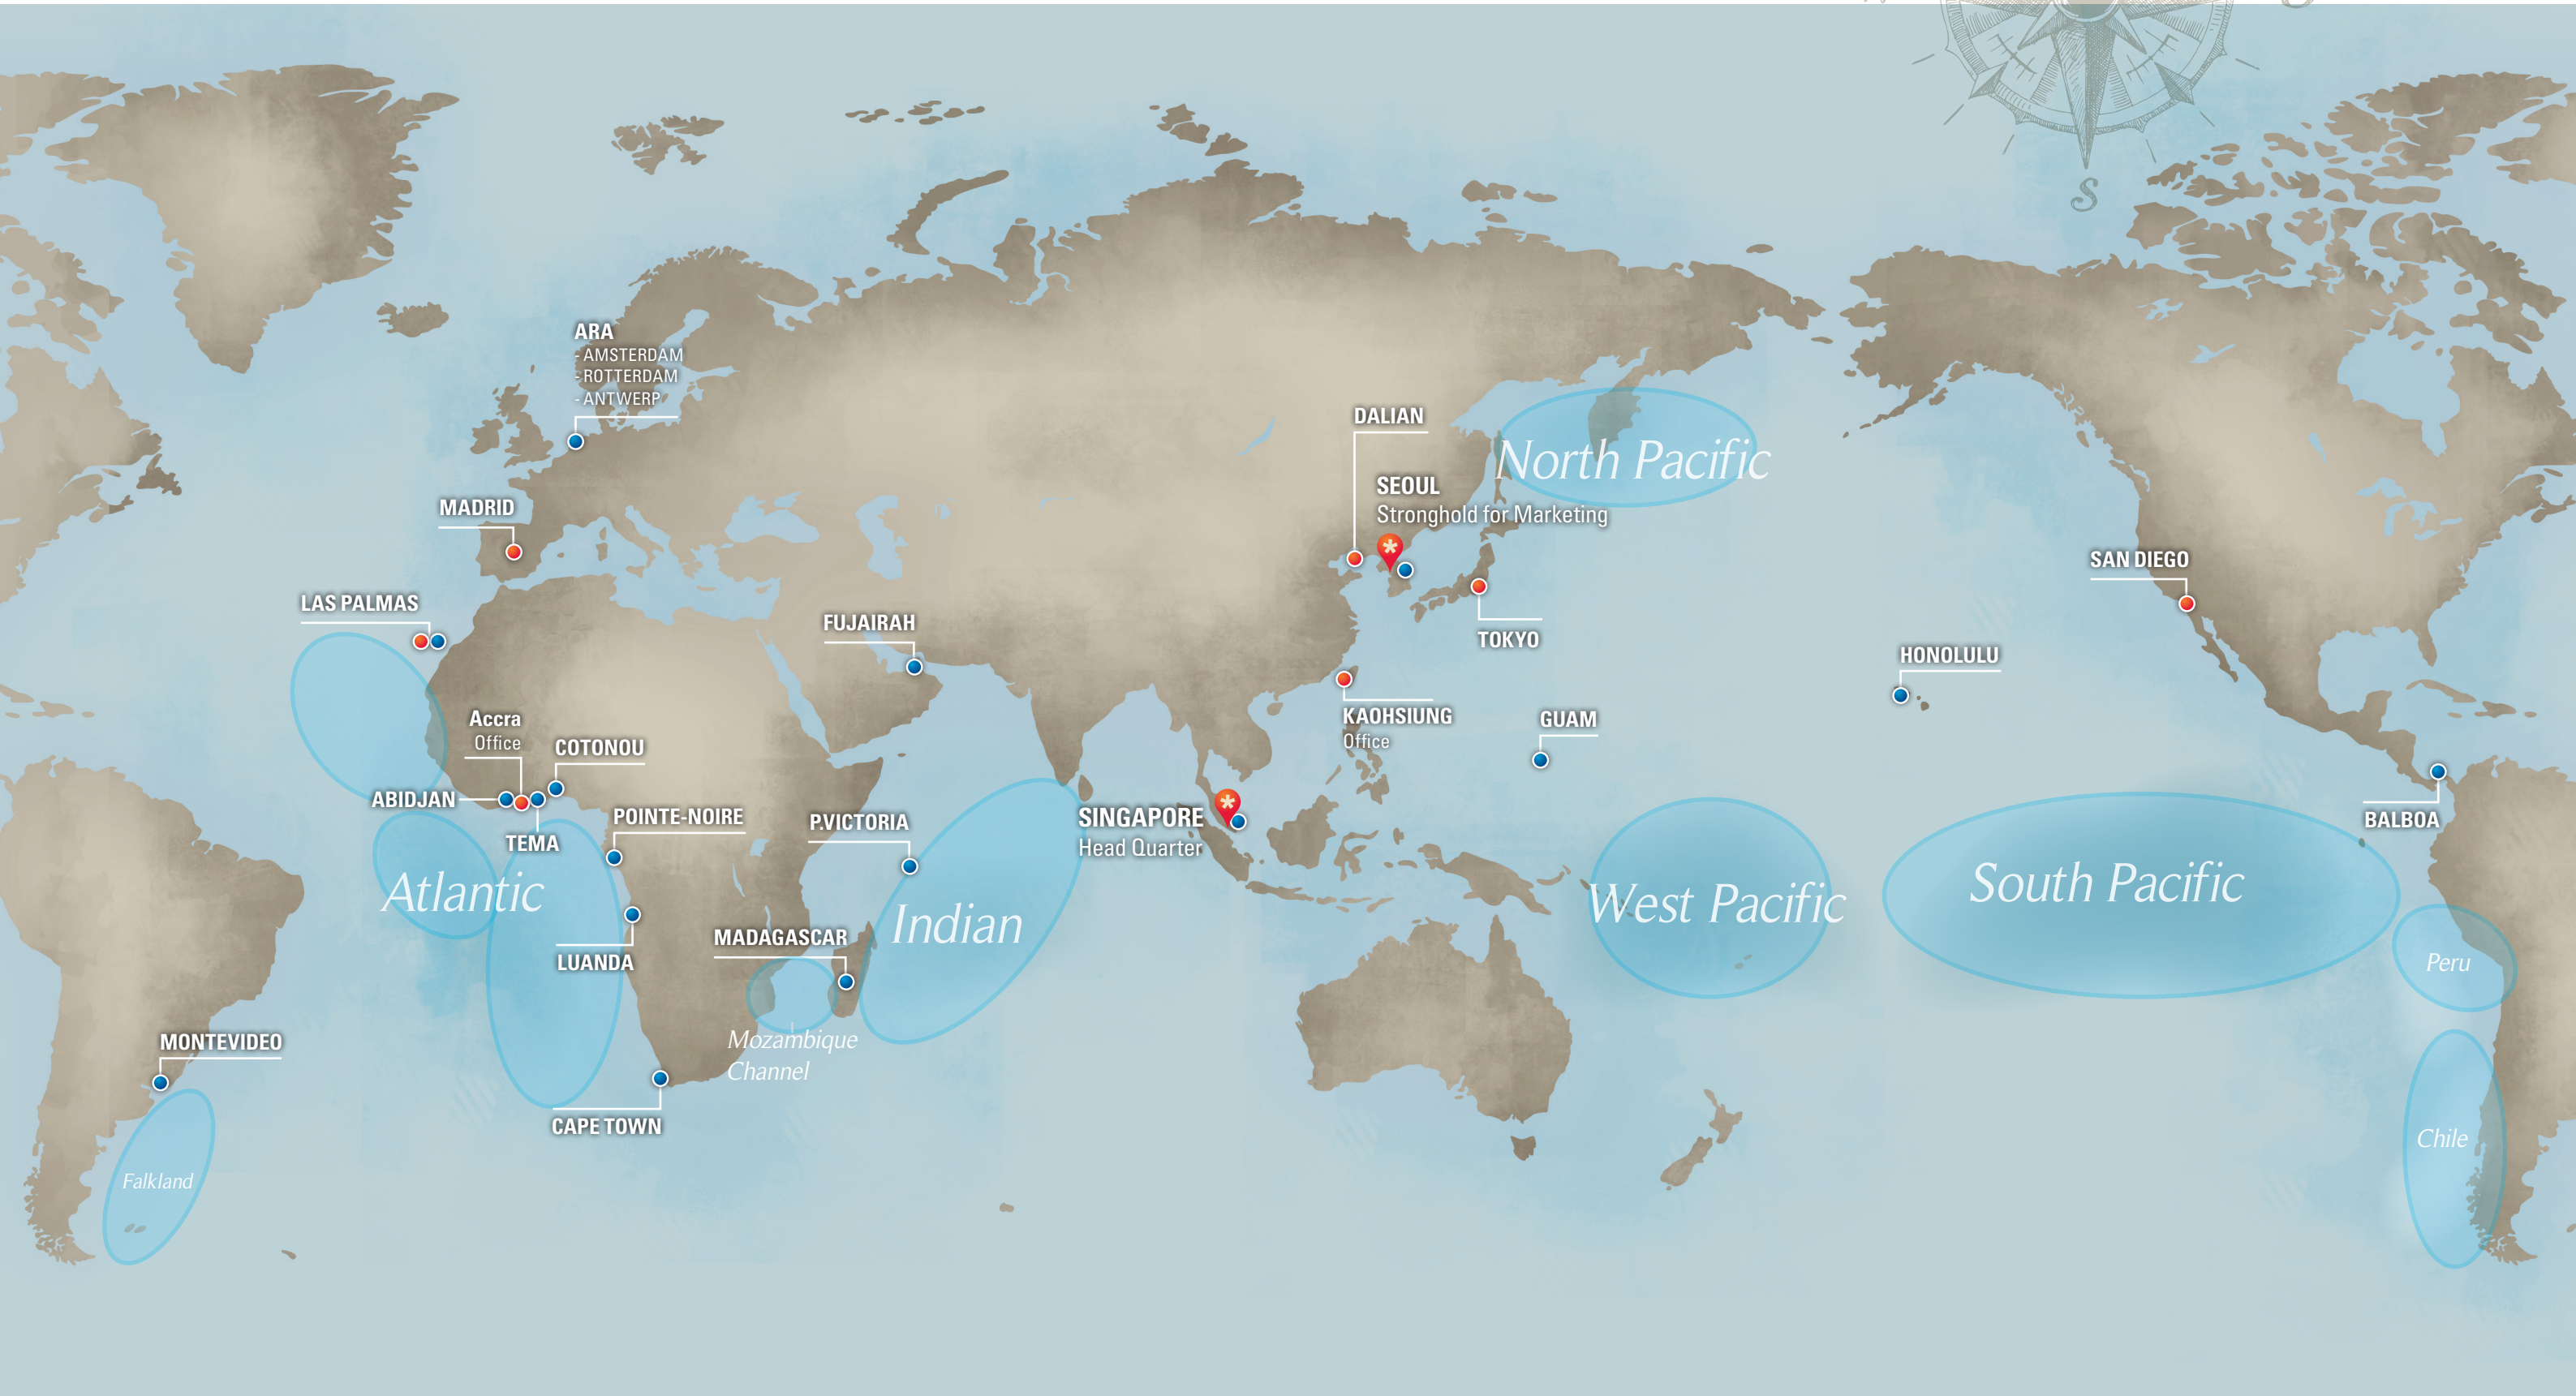 S
ARA
- AMSTERDAM
- ROTTERDAM
- ANTWERP
DALIAN
North Pacific
SEOUL
Stronghold for Marketing
MADRID
SAN DIEGO
LAS PALMAS
FUJAIRAH
TOKYO
HONOLULU
Accra
Office
KAOHSIUNG
Office
GUAM
COTONOU
ABIDJAN
TEMA
POINTE-NOIRE
P.VICTORIA
SINGAPORE
Head Quarter
BALBOA
Atlantic
Indian
West Pacific
South Pacific
MADAGASCAR
LUANDA
Peru
Mozambique
Channel
MONTEVIDEO
CAPE TOWN
Chile
Falkland